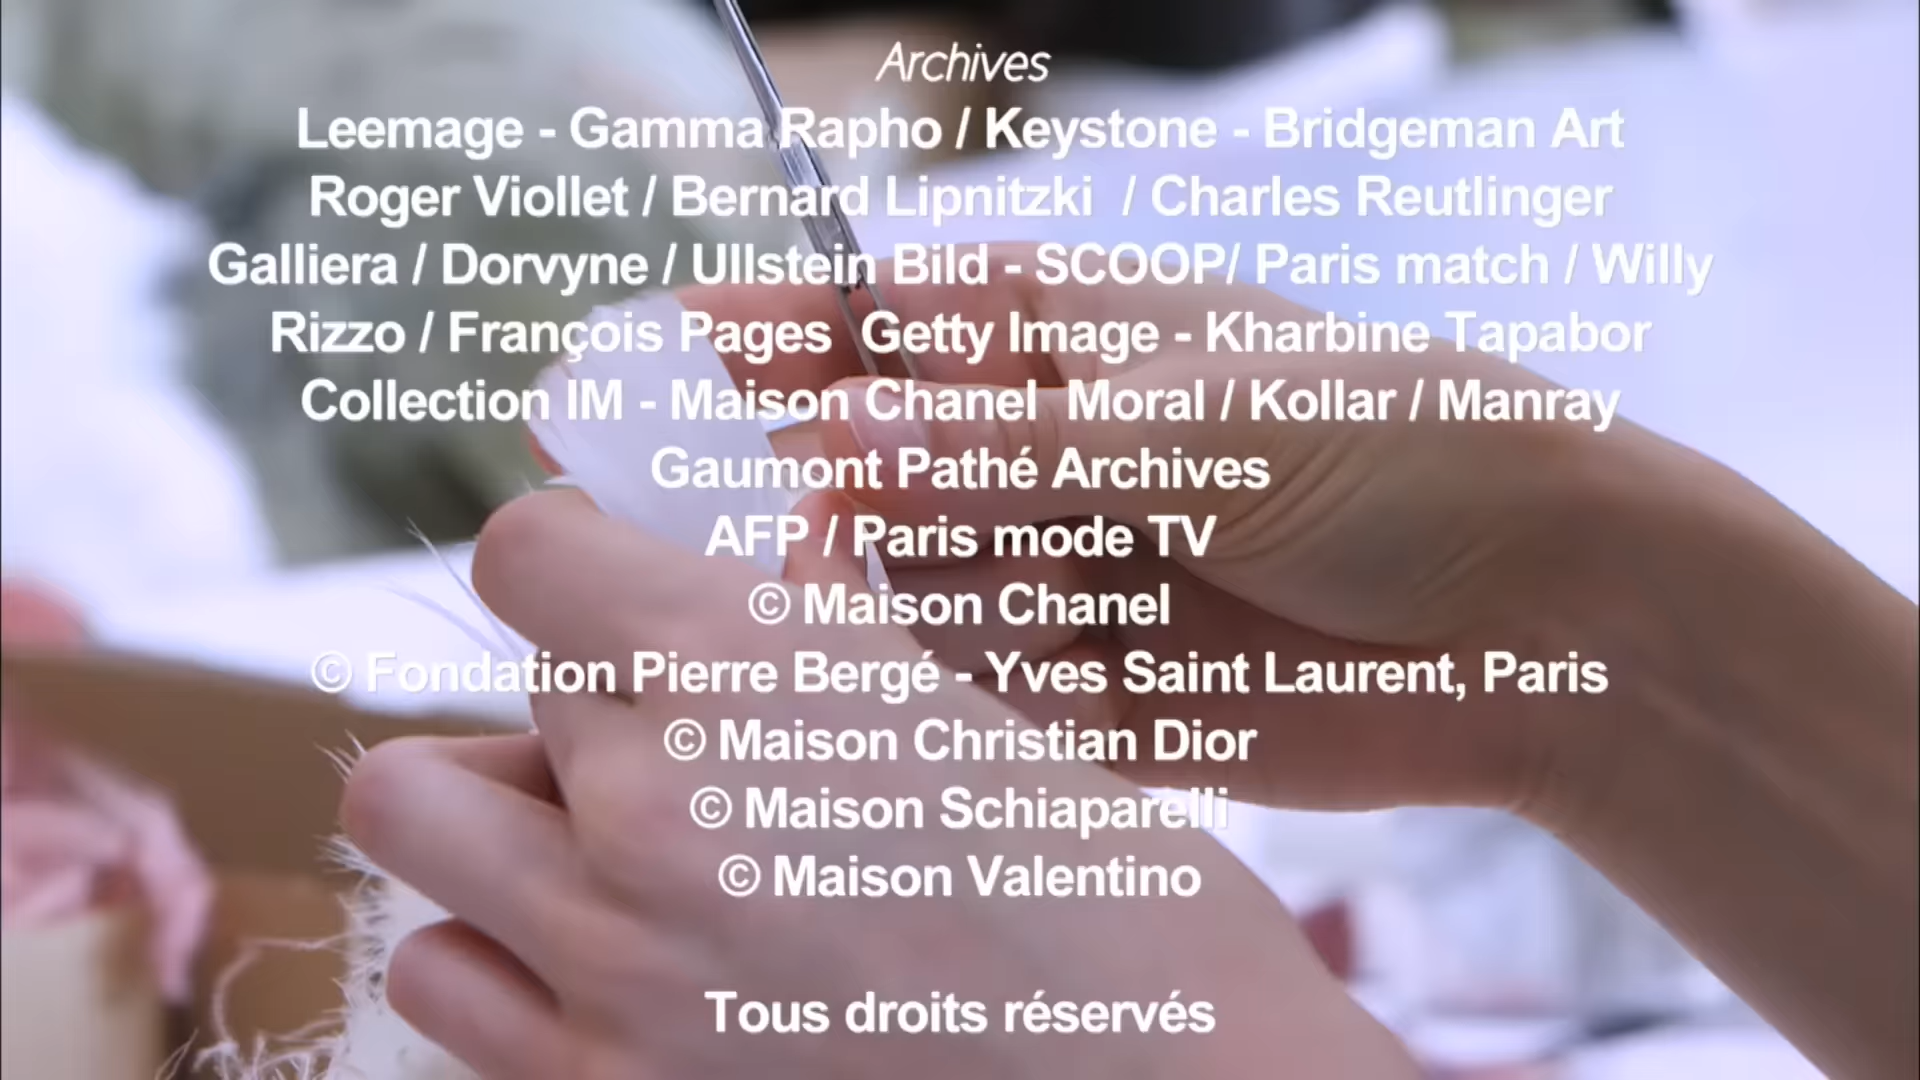 Archives
Leemage - Gamma Rapho / Keystone - Bridgeman Art
Roger Viollet / Bernard Lipnitzki / Charles Reutlinger
Galliera / Dorvyne / Ullstein Bild - SCOOP/ Paris match / Willy
Rizzo / François Pages Getty Image - Kharbine Tapabor
Collection IM - Maison Chanel Moral / Kollar / Manray
Gaumont Pathé Archives
AFP / Paris mode TV
© Maison Chanel
© Fondation Pierre Bergé - Yves Saint Laurent, Paris
© Maison Christian Dior
© Maison Schiaparelli
© Maison Valentino
Tous droits réservés